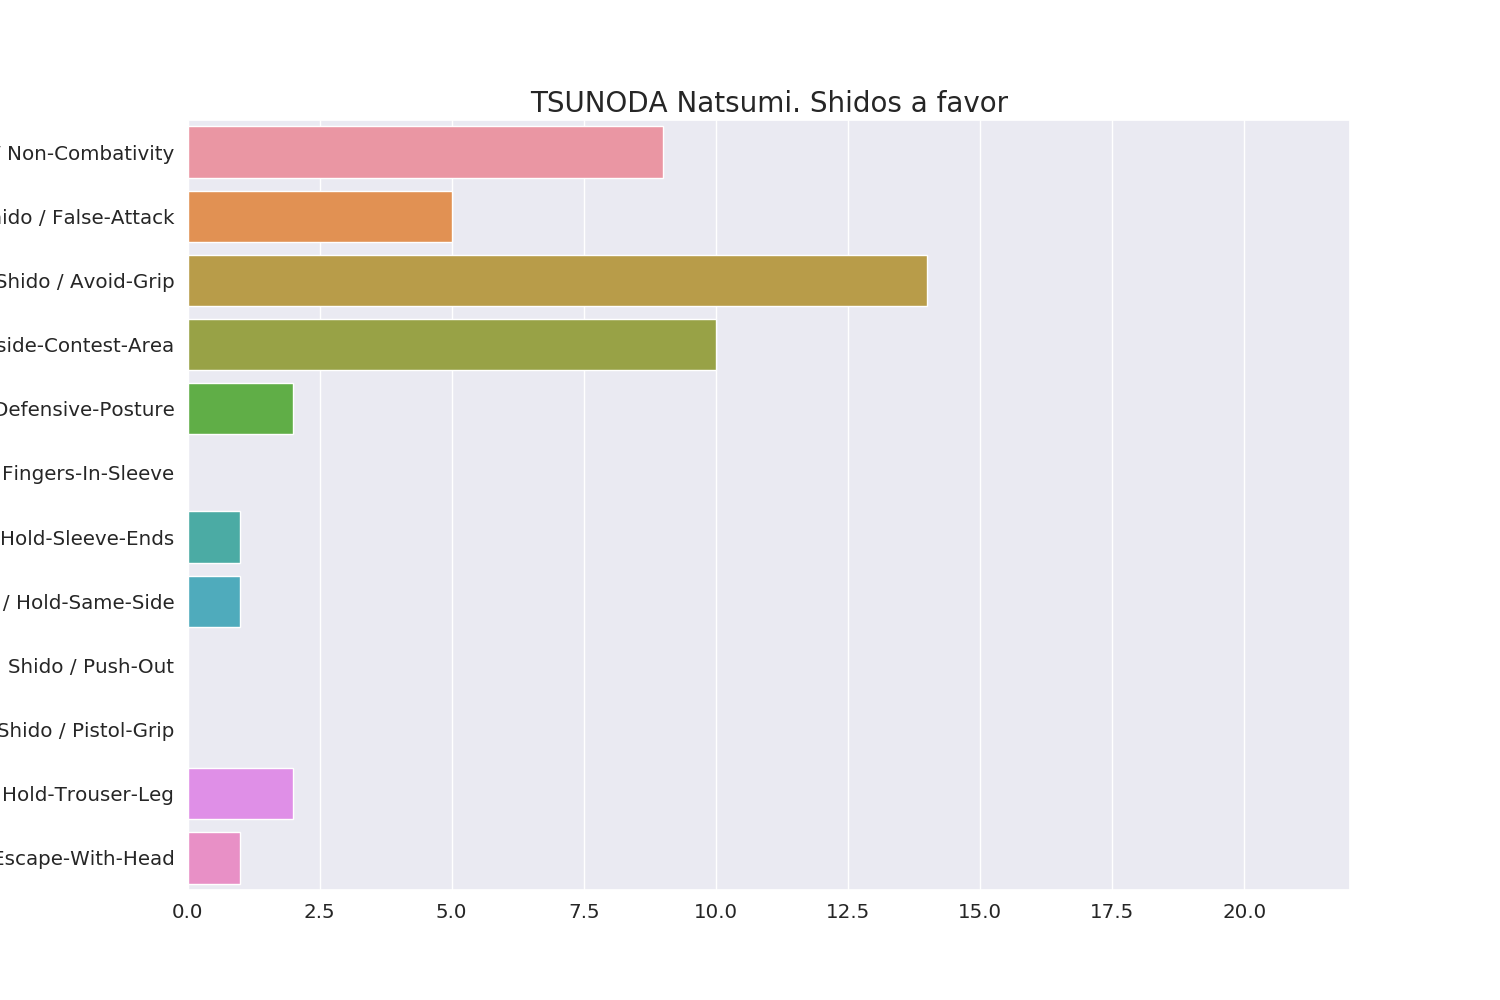 TSUNODA Natsumi. Shidos a favor
/ Non-Combativity
ido / False-Attack
Shido / Avoid-Grip
side-Contest-Area
Defensive-Posture
Fingers-In-Sleeve
Hold-Sleeve-Ends
/ Hold-Same-Side
Shido / Push-Out
Shido / Pistol-Grip
Hold-Trouser-Leg
Escape-With-Head
0.0 2.5 5.0 7.5 10.0 12.5 15.0 17.5 20.0